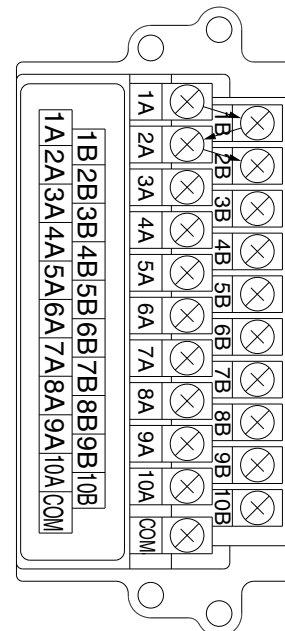 1A 2A 3A 4A 5A 6A 7A 8A 9A 10A COM
1B 2B 3B 4B 5B 6B 7B 8B 9B 10B
1A
2A
3A
4A
5A
6A
7A
8A
9A
10A
COM
1B
2B
3B
4B
5B
6B
7B
8B
9B
10B